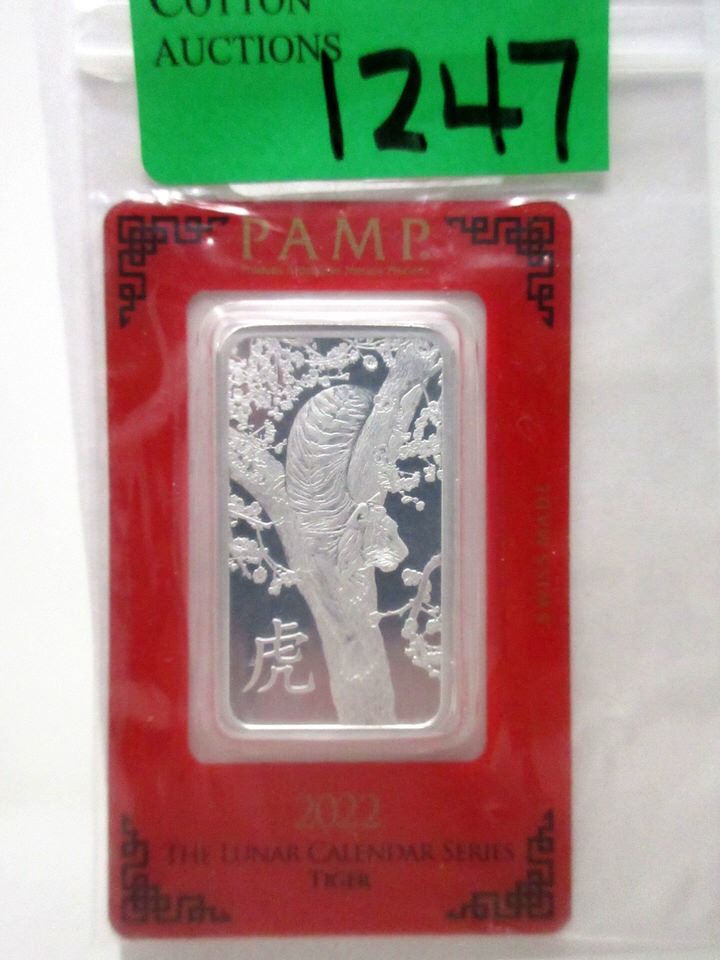 COTTON
AUCTIONS
1247
PAMP
虎
SWISS MADE
2022
THE LUNAR CALENDAR SERIES
TIGER